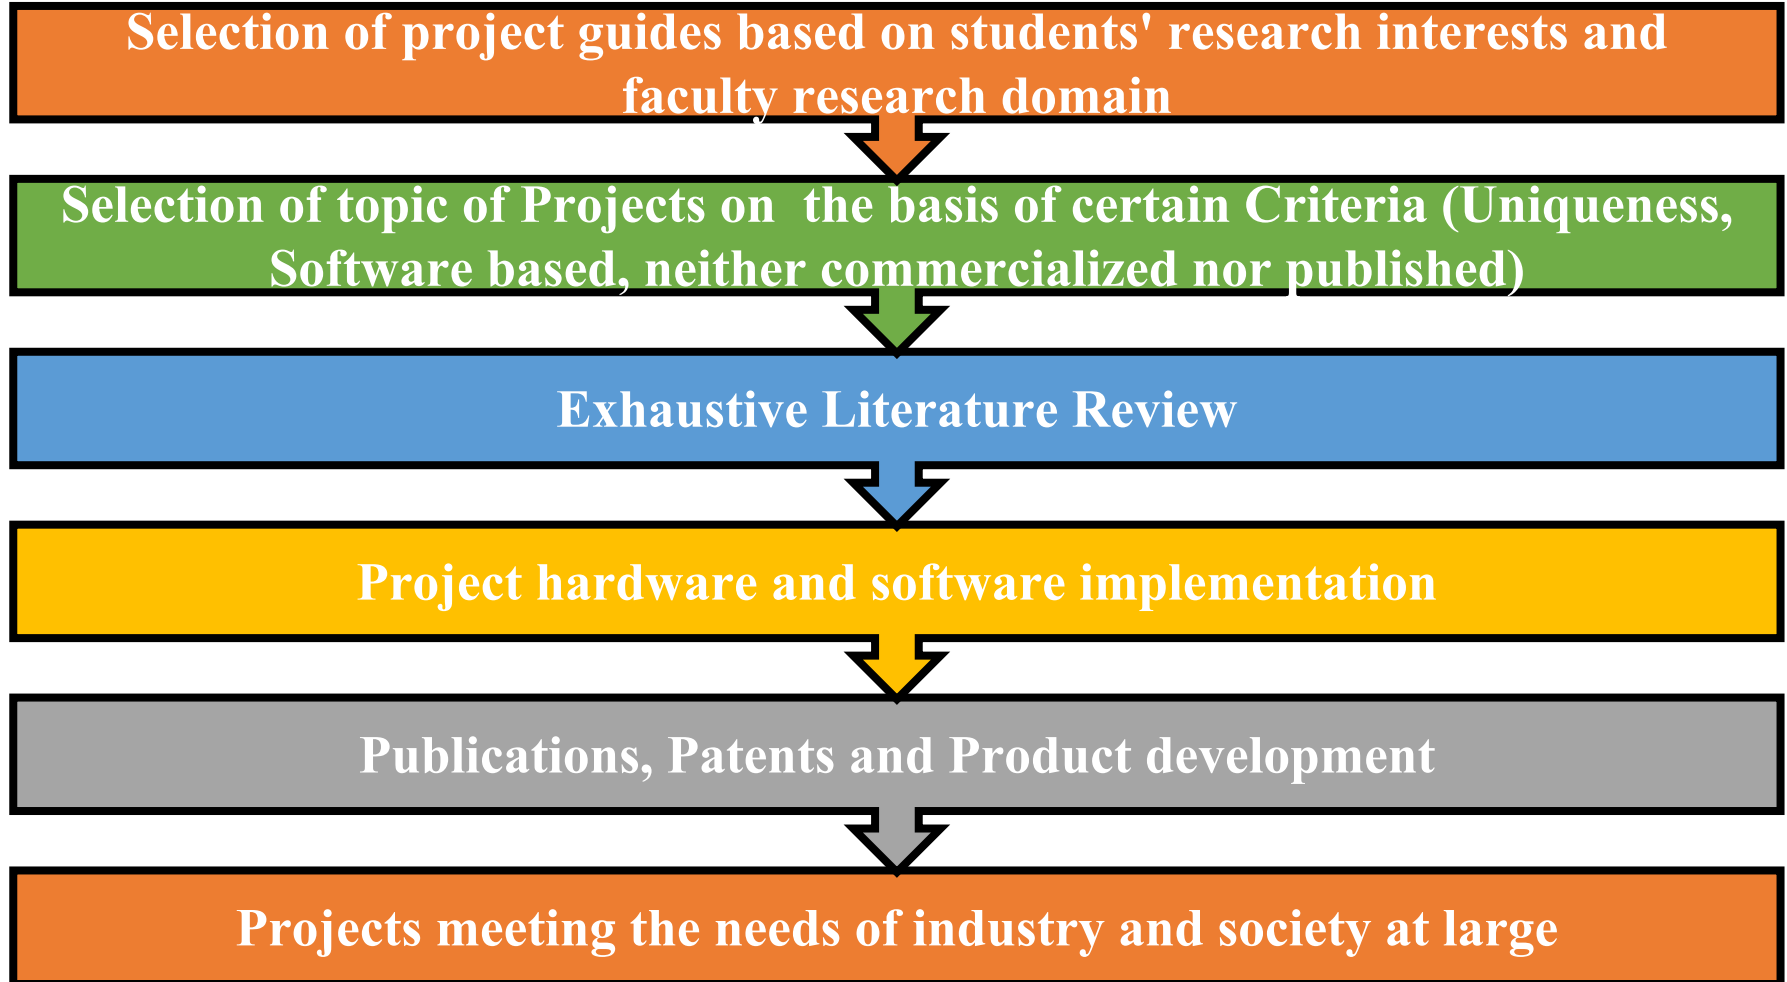 Selection of project guides based on students' research interests and
faculty research domain
Selection of topic of Projects on  the basis of certain Criteria (Uniqueness,
Software based, neither commercialized nor published)
Exhaustive Literature Review
Project hardware and software implementation
Publications, Patents and Product development
Projects meeting the needs of industry and society at large